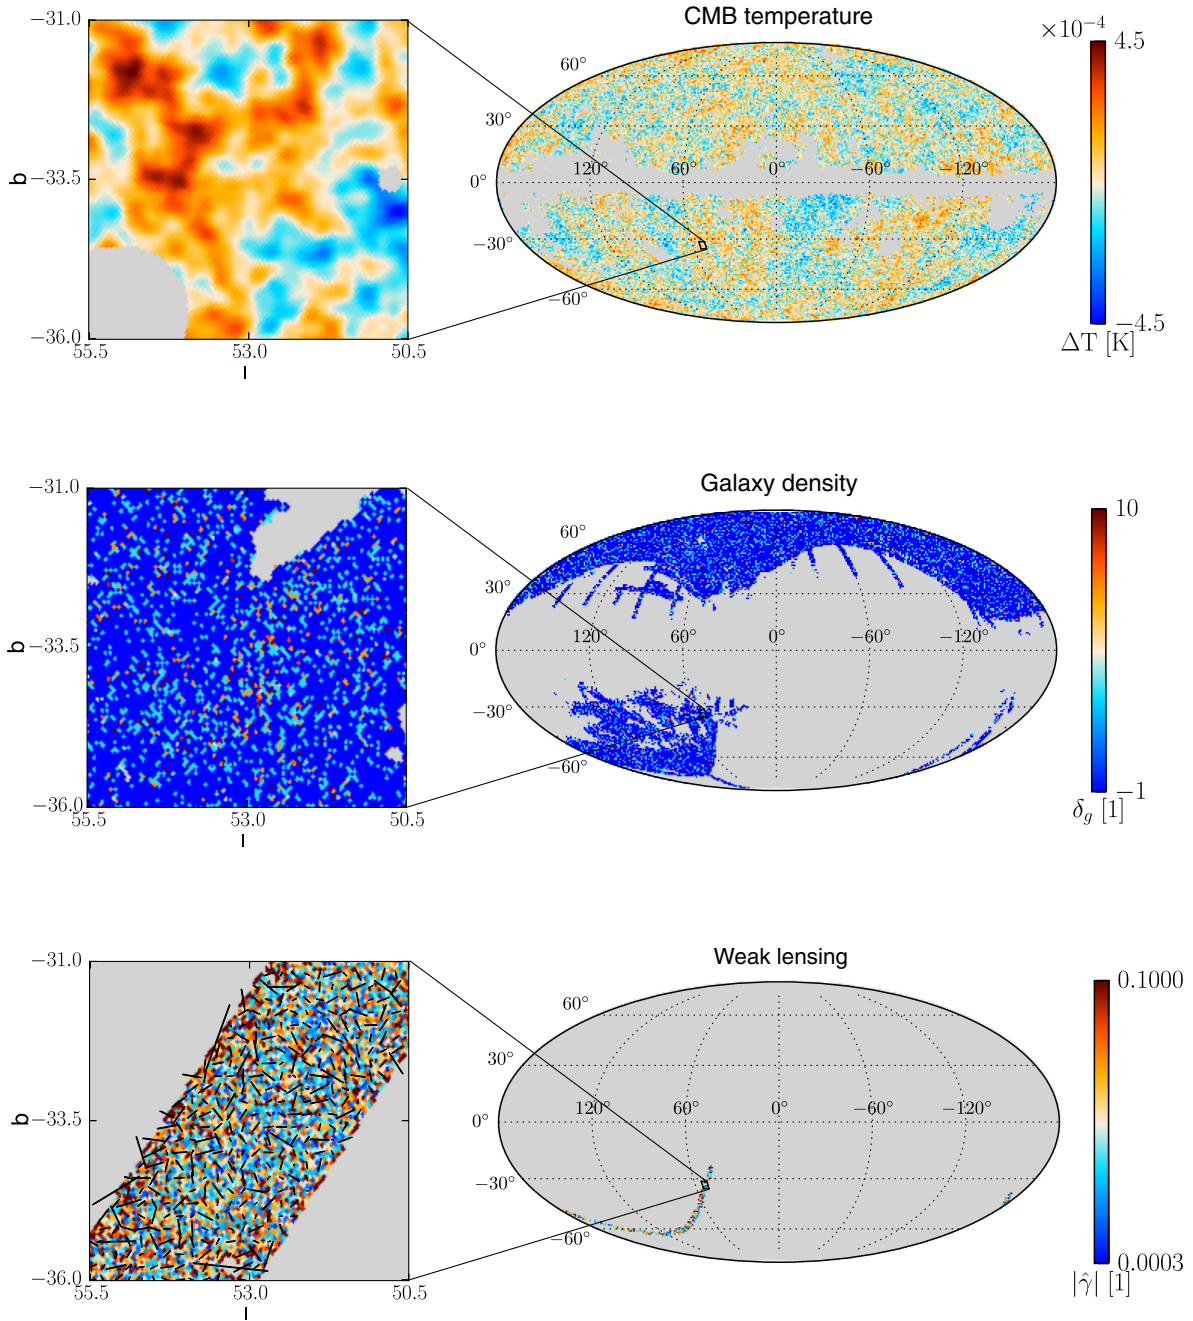 CMB temperature
×10⁻⁴
−31.0
−33.5
−36.0
b
55.5 53.0 50.5
l
60°
30°
0°
−30°
−60°
120° 60° 0° −60° −120°
4.5
−4.5
ΔT [K]
Galaxy density
−31.0
−33.5
−36.0
b
55.5 53.0 50.5
l
60°
30°
0°
−30°
−60°
120° 60° 0° −60° −120°
10
−1
δ_g [1]
Weak lensing
−31.0
−33.5
−36.0
b
55.5 53.0 50.5
l
60°
30°
0°
−30°
−60°
120° 60° 0° −60° −120°
0.1000
0.0003
|γ̂| [1]